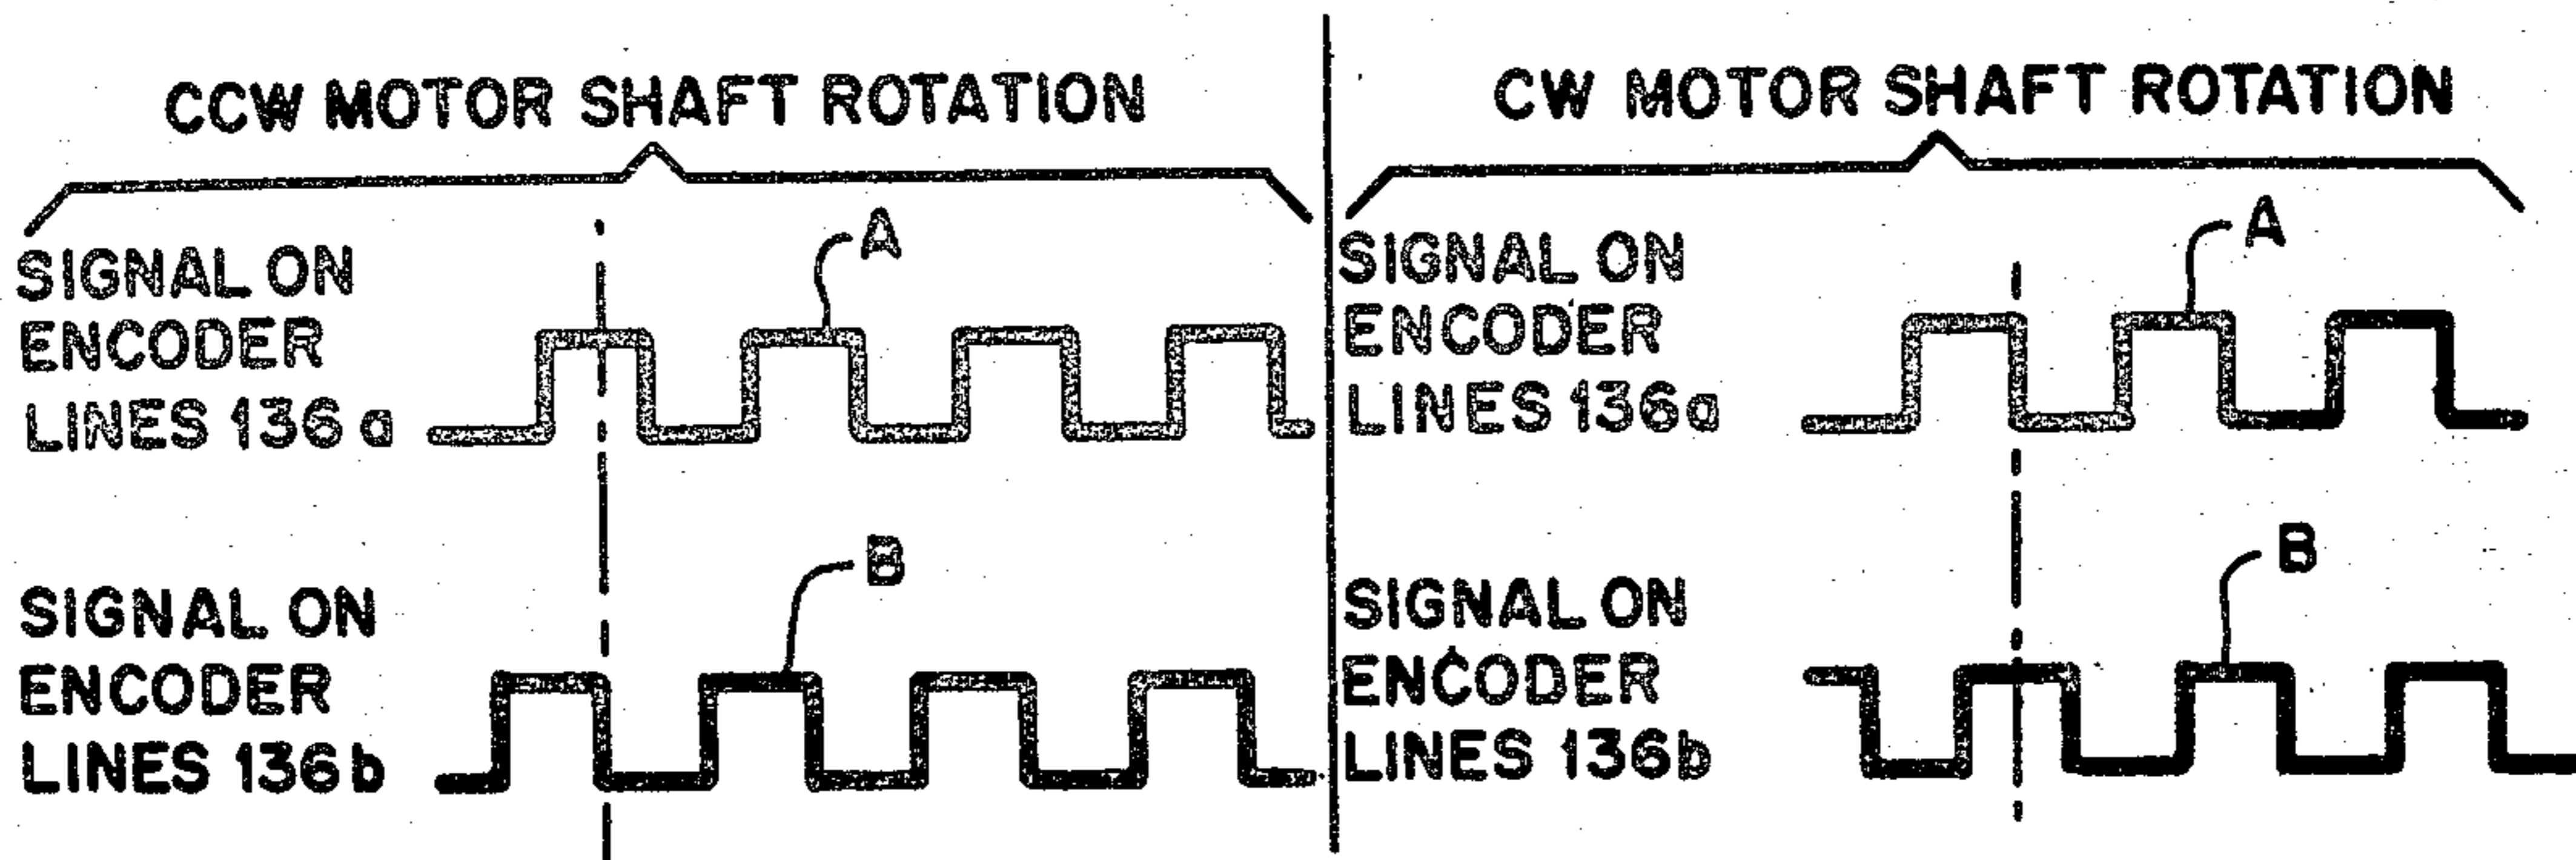 CCW MOTOR SHAFT ROTATION
SIGNAL ON
ENCODER
LINES 136a
A
SIGNAL ON
ENCODER
LINES 136b
B
CW MOTOR SHAFT ROTATION
SIGNAL ON
ENCODER
LINES 136a
A
SIGNAL ON
ENCODER
LINES 136b
B